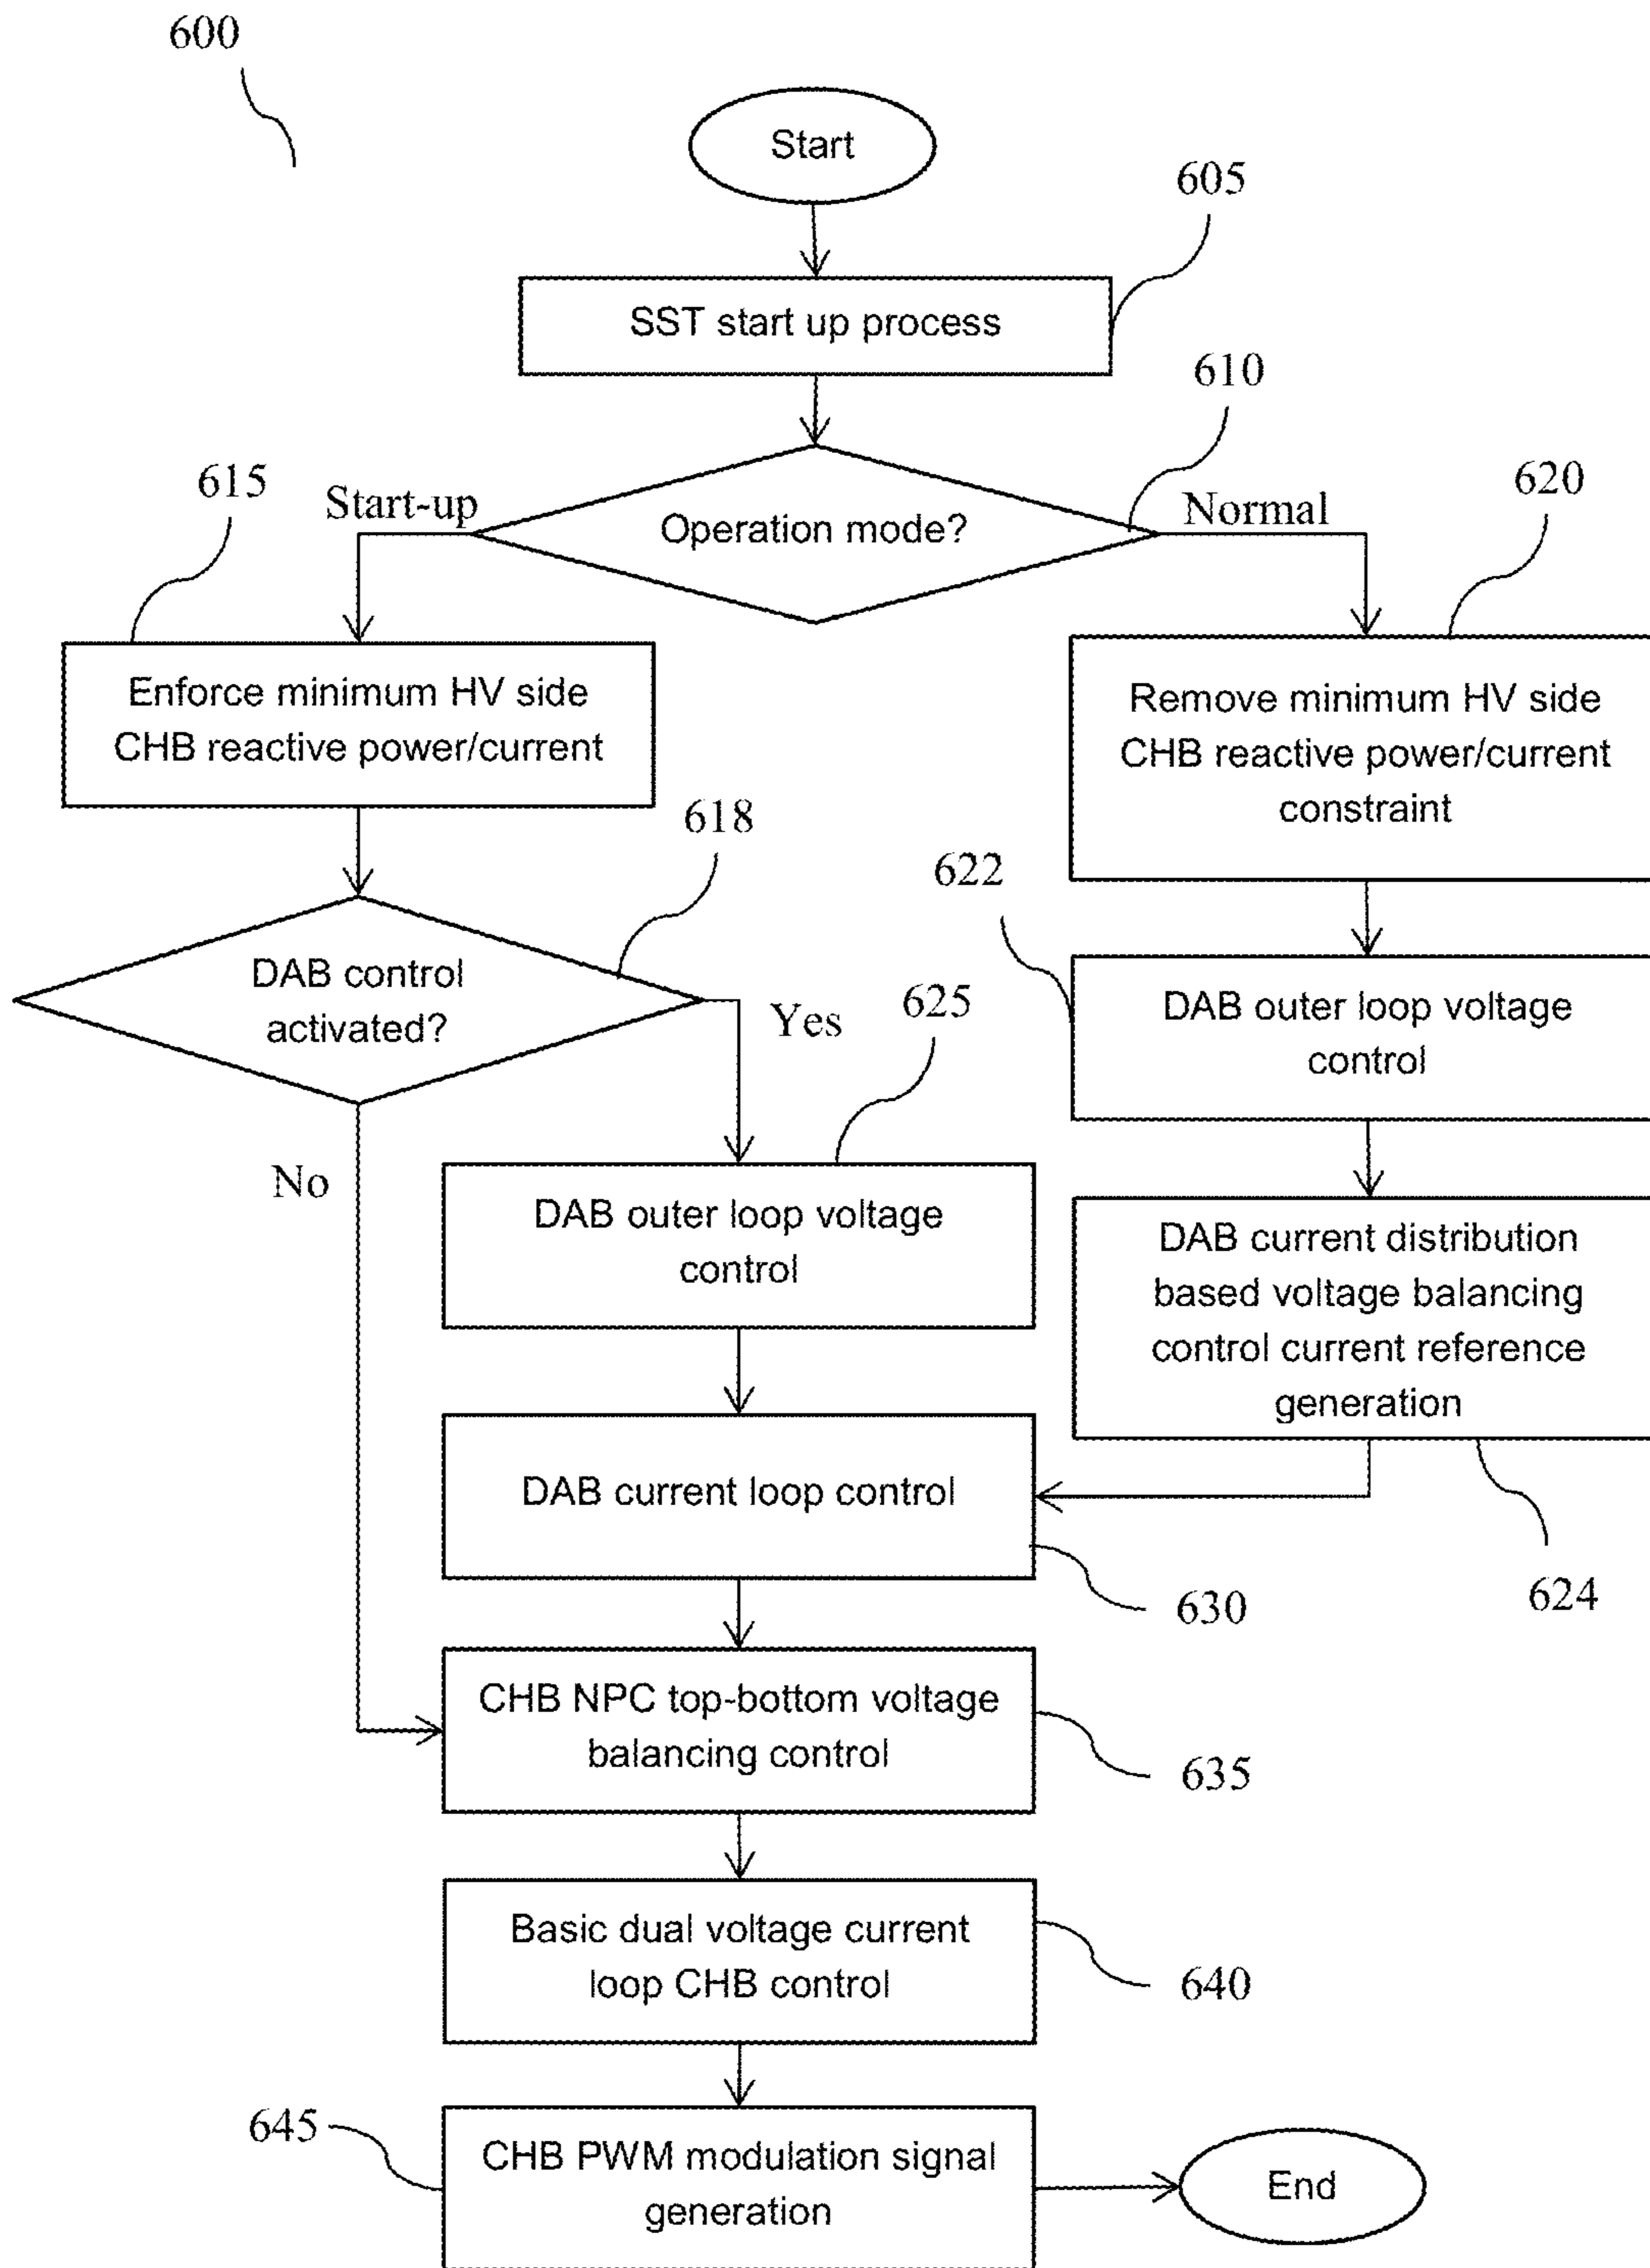 600
Start
605
SST start up process
610
615
Start-up
Operation mode?
Normal
620
Enforce minimum HV side
CHB reactive power/current
Remove minimum HV side
CHB reactive power/current
constraint
618
622
DAB control
activated?
Yes
625
DAB outer loop voltage
control
No
DAB outer loop voltage
control
DAB current distribution
based voltage balancing
control current reference
generation
DAB current loop control
630
624
CHB NPC top-bottom voltage
balancing control
635
Basic dual voltage current
loop CHB control
640
645
CHB PWM modulation signal
generation
End